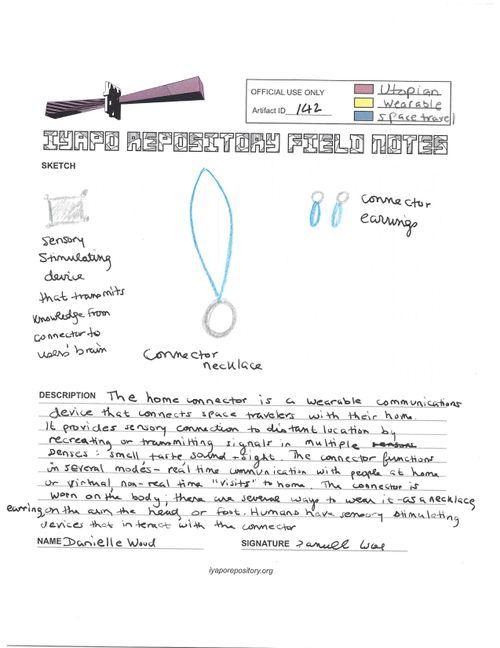 OFFICIAL USE ONLY
Artifact ID 142
Utopian
Wearable
space travel
IYAPO REPOSITORY FIELD NOTES
SKETCH
sensory
stimulating
device
that transmits
knowledge from
connector to
users' brain
Connector
necklace
connector
earrings
DESCRIPTION The home connector is a wearable communications
device that connects space travelers with their home.
It provides sensory connection to distant location by
recreating or transmitting signals in multiple
senses: small taste sound + sight. The connector functions
in several modes - real time communication with people at home
or virtual, non-real time "visits" to home. The connector is
worn on the body; there are several ways to wear it - as a necklace,
earring, on the arm the head, or foot. Humans have sensory stimulating
devices that interact with the connector
NAME Danielle Wood SIGNATURE
iyaporepository.org